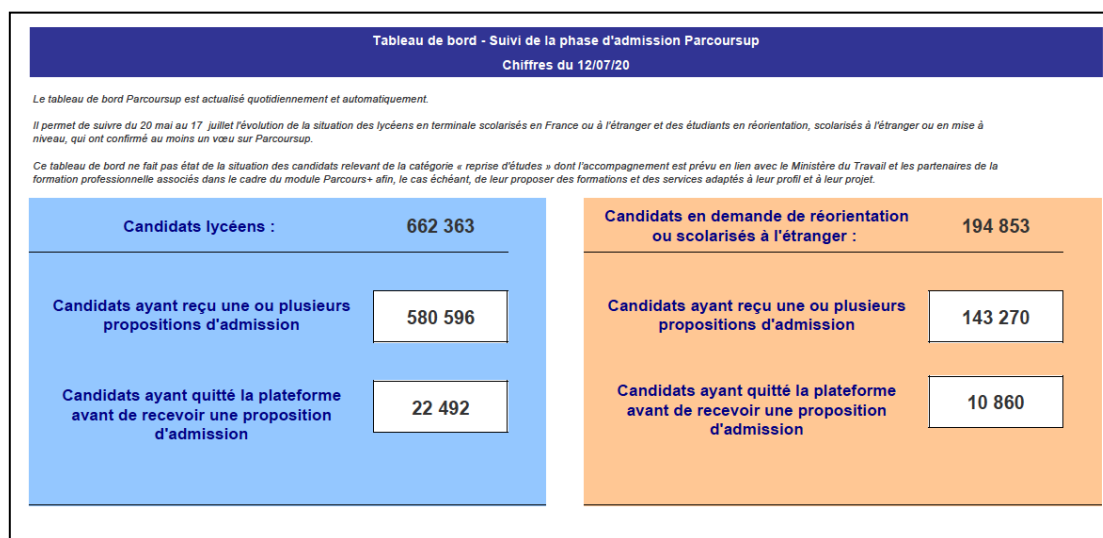 Tableau de bord - Suivi de la phase d'admission Parcoursup
Chiffres du 12/07/20
Le tableau de bord Parcoursup est actualisé quotidiennement et automatiquement.
Il permet de suivre du 20 mai au 17 juillet l'évolution de la situation des lycéens en terminale scolarisés en France ou à l'étranger et des étudiants en réorientation, scolarisés à l'étranger ou en mise à
niveau, qui ont confirmé au moins un vœu sur Parcoursup.
Ce tableau de bord ne fait pas état de la situation des candidats relevant de la catégorie « reprise d'études » dont l'accompagnement est prévu en lien avec le Ministère du Travail et les partenaires de la
formation professionnelle associés dans le cadre du module Parcours+ afin, le cas échéant, de leur proposer des formations et des services adaptés à leur profil et à leur projet.
Candidats lycéens : 662 363
Candidats ayant reçu une ou plusieurs
propositions d'admission
580 596
Candidats ayant quitté la plateforme
avant de recevoir une proposition
d'admission
22 492
Candidats en demande de réorientation
ou scolarisés à l'étranger :
194 853
Candidats ayant reçu une ou plusieurs
propositions d'admission
143 270
Candidats ayant quitté la plateforme
avant de recevoir une proposition
d'admission
10 860